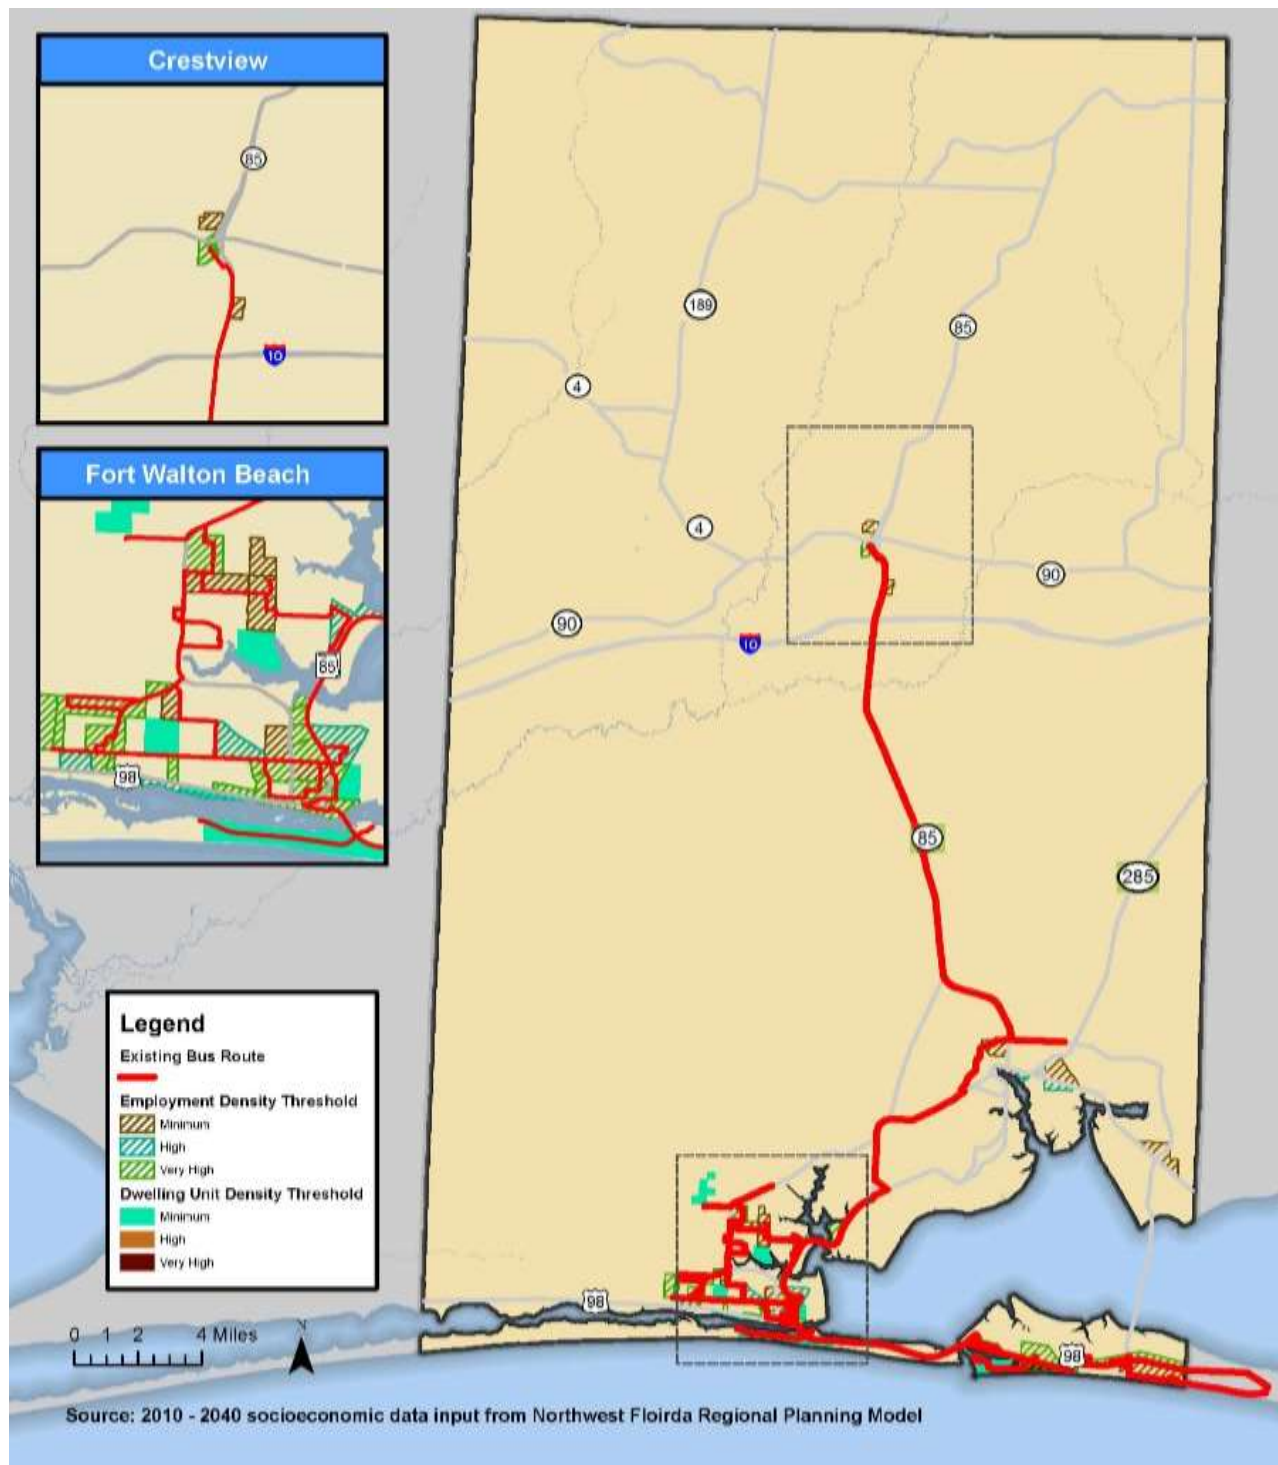 Crestview
85
10
Fort Walton Beach
85
98
189
85
4
4
90
90
10
85
285
98
98
Legend
Existing Bus Route
Employment Density Threshold
Minimum
High
Very High
Dwelling Unit Density Threshold
Minimum
High
Very High
0 1 2 4 Miles
N
Source: 2010 - 2040 socioeconomic data input from Northwest Floirda Regional Planning Model